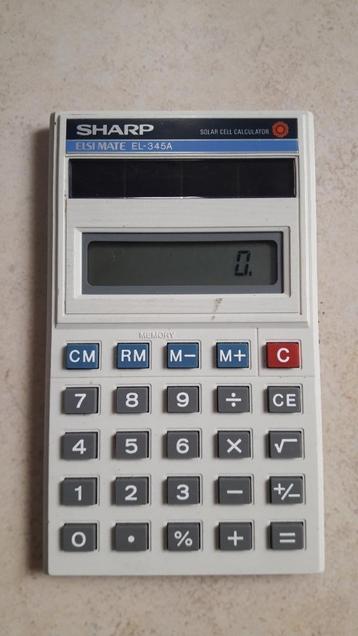 SHARP
SOLAR CELL CALCULATOR
ELSI MATE EL-345A
0.
MEMORY
CM RM M− M+ C
7 8 9 ÷ CE
4 5 6 × √
1 2 3 − +/−
0 • % + =